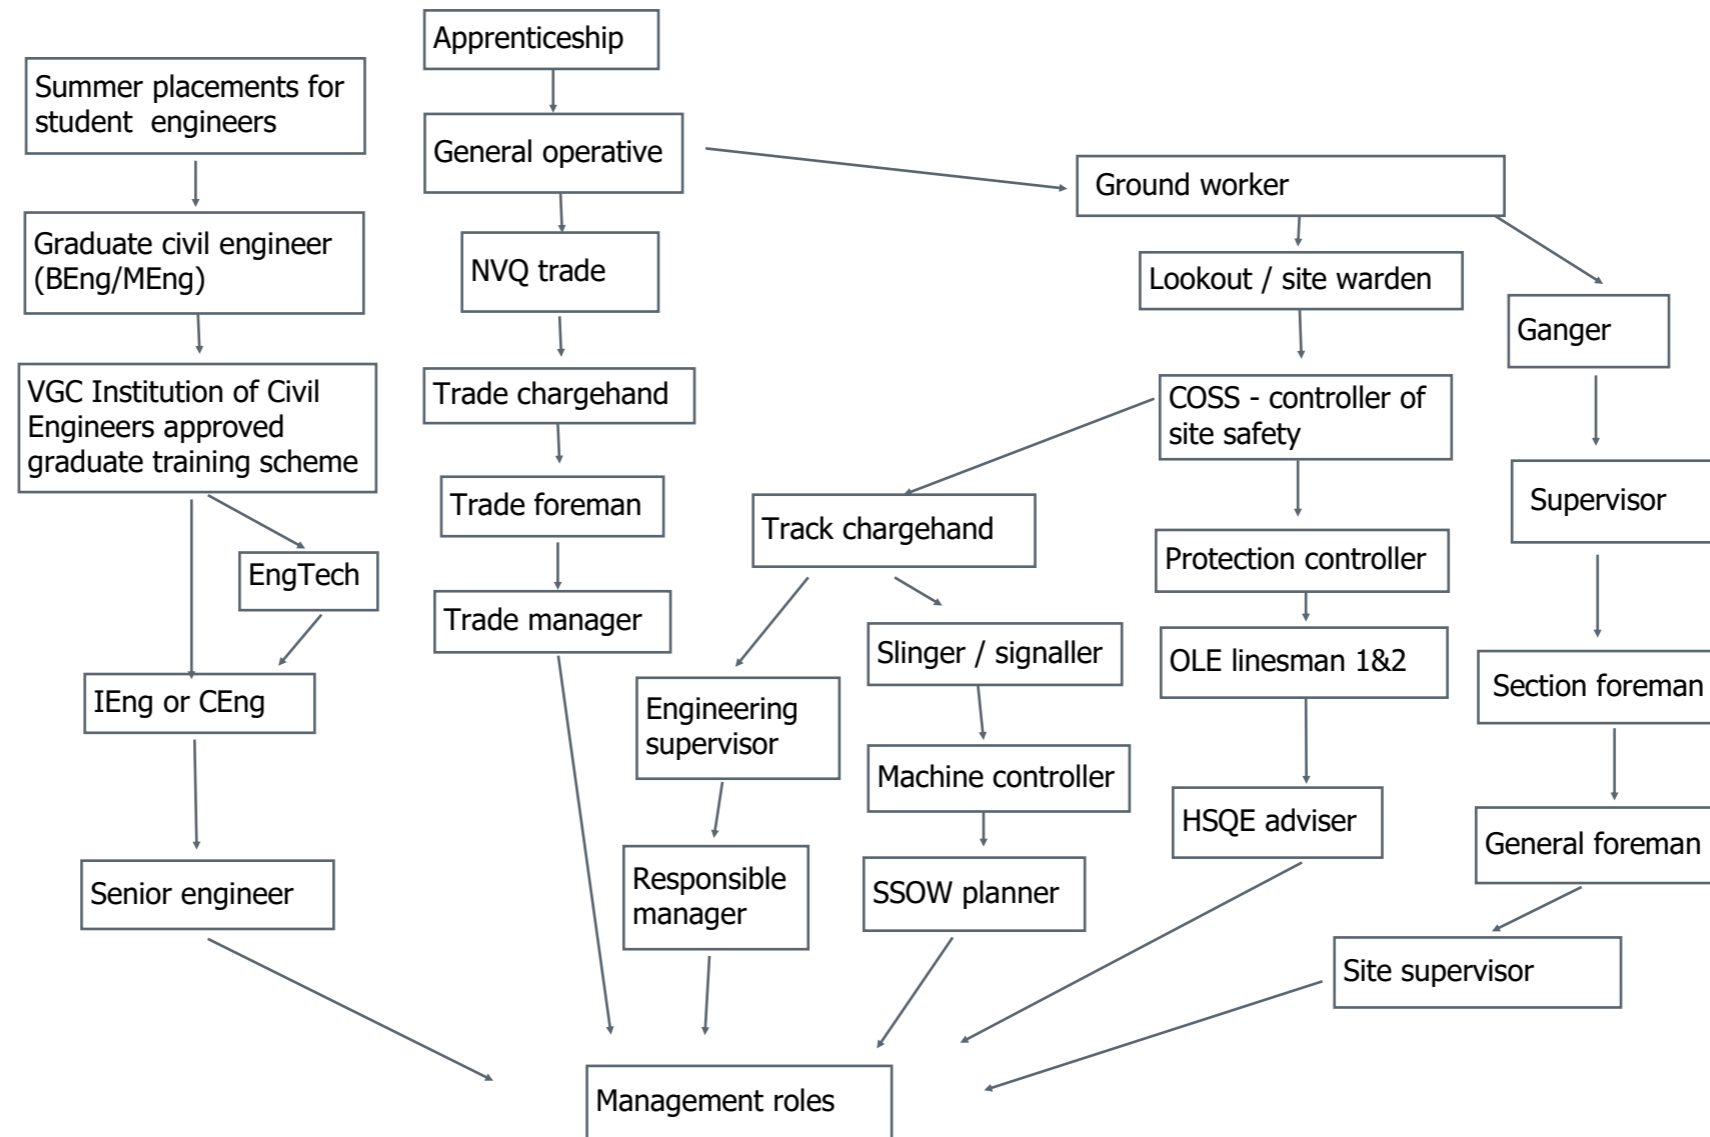 Apprenticeship
Summer placements for
student engineers
General operative
Ground worker
Graduate civil engineer
(BEng/MEng)
NVQ trade
Lookout / site warden
Ganger
VGC Institution of Civil
Engineers approved
graduate training scheme
Trade chargehand
COSS - controller of
site safety
Trade foreman
Track chargehand
Supervisor
EngTech
Protection controller
Trade manager
Slinger / signaller
OLE linesman 1&2
IEng or CEng
Engineering
supervisor
Section foreman
Machine controller
HSQE adviser
General foreman
Senior engineer
Responsible
manager
SSOW planner
Site supervisor
Management roles